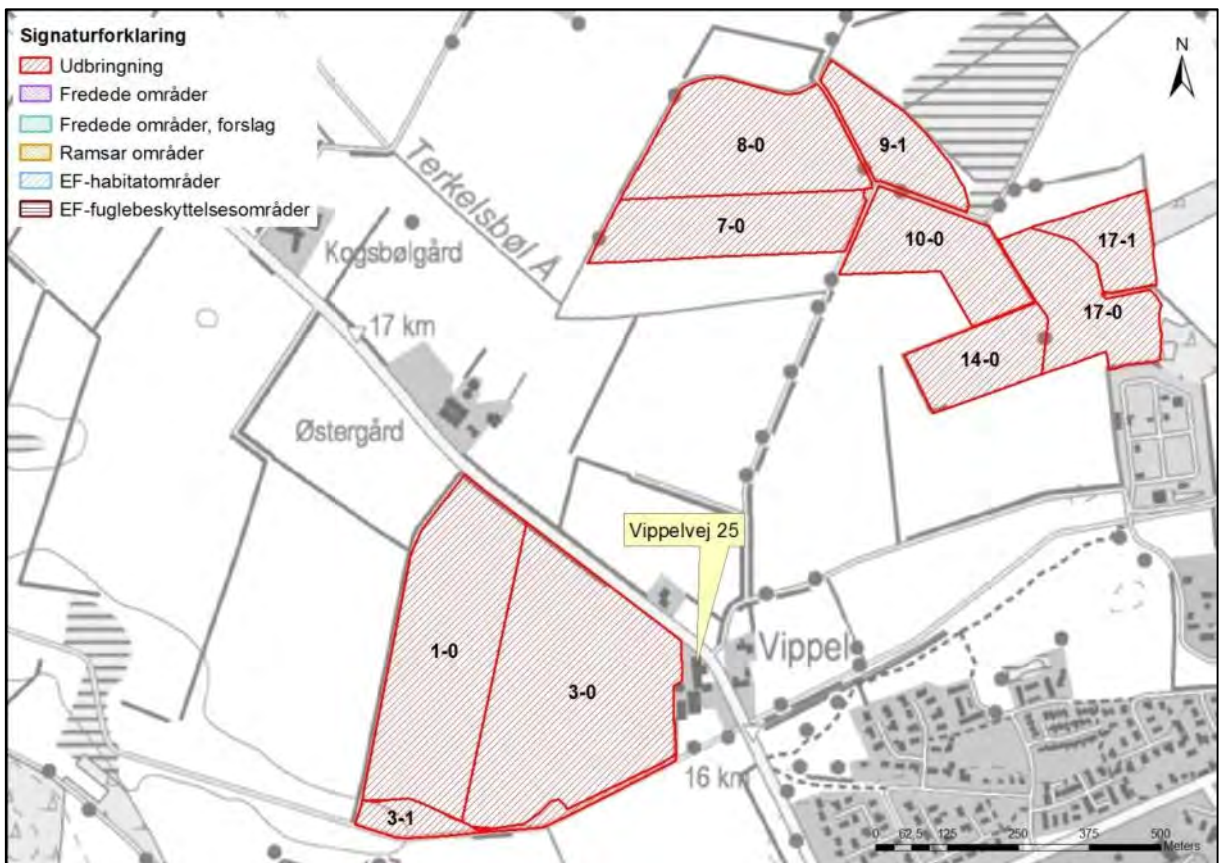 Signaturforklaring
Udbringning
Fredede områder
Fredede områder, forslag
Ramsar områder
EF-habitatområder
EF-fuglebeskyttelsesområder
N
8-0
9-1
Terkelsbøl Å
7-0
10-0
17-1
Kogsbølgård
17 km
17-0
14-0
Østergård
Vippelvej 25
1-0
Vippel
3-0
16 km
3-1
0 62,5 125 250 375 500
Meters